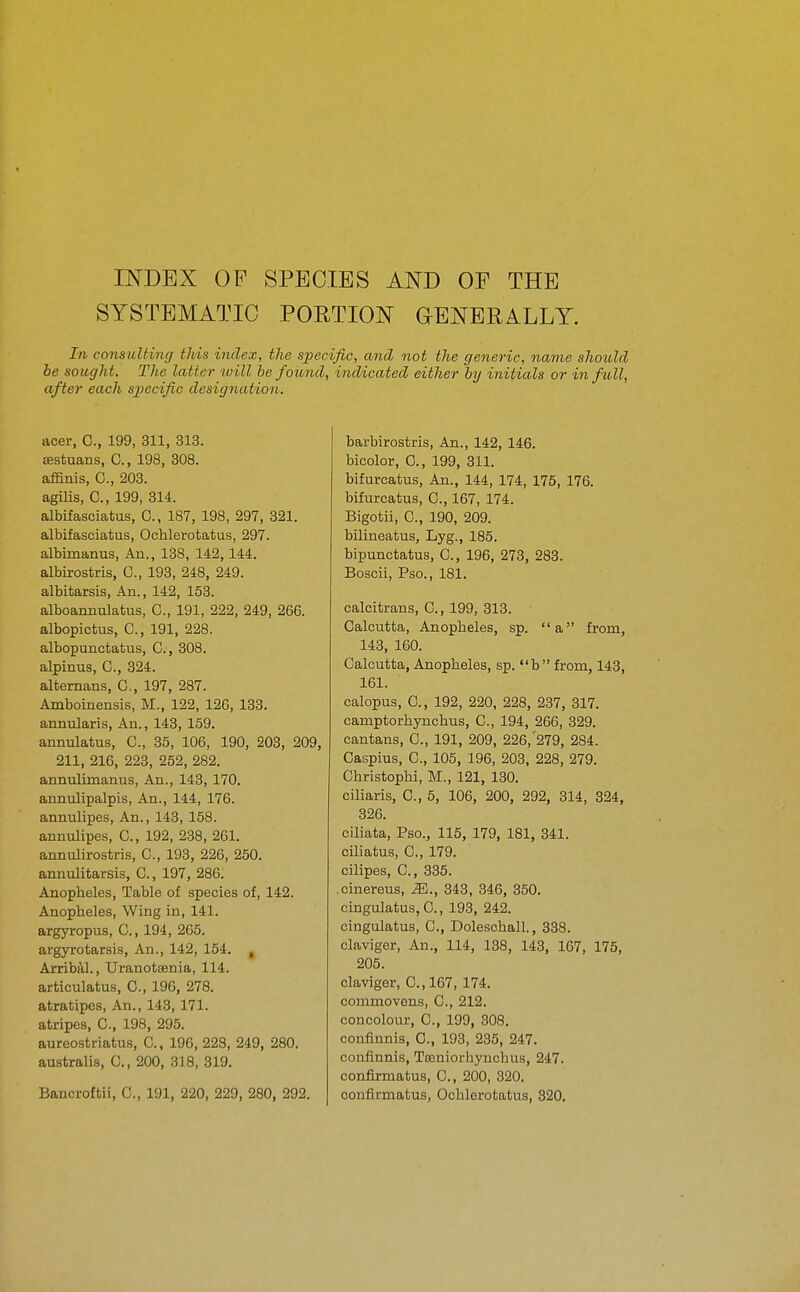 INDEX OF SPECIES AND OF THE
SYSTEMATIC PORTION GENERALLY.
In consulting this index, the specific, and not the generic, name should
be sought. The latter will be found, indicated either by initials or in full,
after each specific designation.
acer, C., 199, 311, 313.
æstuans, C., 198, 308.
affinis, C., 203.
agilis, C., 199, 314.
albifasciatus, C., 187, 198, 297, 321.
albifasciatus, Ochlerotatus, 297.
albimanus, An., 138, 142, 144.
albirostris, C., 193, 248, 249.
albitarsis, An., 142, 153.
alboannulatus, C., 191, 222, 249, 266.
albopictus, C., 191, 228.
albopunctatus, C., 308.
alpinus, C., 324.
alternans, C., 197, 287.
Amboinensis, M., 122, 126, 133.
annularis, An., 143, 159.
annulatus, C., 35, 106, 190, 203, 209,
211, 216, 223, 252, 282.
annulimanus, An., 143, 170.
annulipalpis, An., 144, 176.
annulipes, An., 143, 158.
annulipes, C., 192, 238, 261.
annulirostris, C., 193, 226, 250.
annulitarsis, C., 197, 286.
Anopheles, Table of species of, 142.
Anopheles, Wing in, 141.
argyropus, C., 194, 265.
argyrotarsis, An., 142, 154.
Arribàl., Uranotænia, 114.
articulatus, C., 196, 278.
atratipes, An., 143, 171.
atripes, C., 198, 295.
aureostriatus, C., 196, 228, 249, 280.
australis, C., 200, 318, 319.
Bancroftii, C., 191, 220, 229, 280, 292.
barbirostris, An., 142, 146.
bicolor, C., 199, 311.
bifurcatus, An., 144, 174, 175, 176.
bifurcatus, C., 167, 174.
Bigotii, C., 190, 209.
bilineatus, Lyg., 185.
bipunctatus, C., 196, 273, 283.
Boscii, Pso., 181.
calcitrans, C., 199, 313.
Calcutta, Anopheles, sp. "a" from,
143, 160.
Calcutta, Anopheles, sp. "b" from, 143,
161.
calopus, C., 192, 220, 228, 237, 317.
camptorhynchus, C., 194, 266, 329.
cantans, C., 191, 209, 226, 279, 284.
Caspius, C., 105, 196, 203, 228, 279.
Christophi, M., 121, 130.
ciliaris, C., 5, 106, 200, 292, 314, 324,
326.
ciliata, Pso., 115, 179, 181, 341.
ciliatus, C., 179.
cilipes, C., 335.
cinereus, Æ., 343, 346, 350.
cingulatus, C., 193, 242.
cingulatus, C., Doleschall., 338.
claviger, An., 114, 138, 143, 167, 175,
205.
claviger, C., 167, 174.
commovens, C., 212.
concolour, C., 199, 308.
confinnis, C., 193, 235, 247.
confinnis, Tæniorhynchus, 247.
confirmatus, C., 200, 320.
confirmatus, Ochlerotatus, 320.